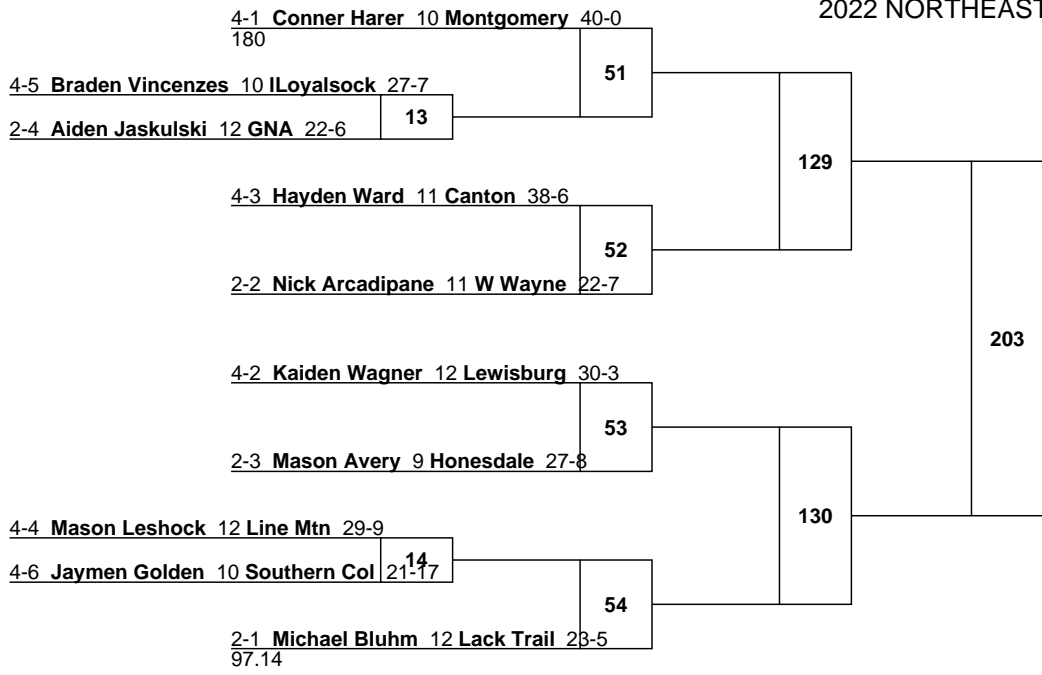 2022 NORTHEAST
4-1 Conner Harer 10 Montgomery 40-0
180
51
4-5 Braden Vincenzes 10 lLoyalsock 27-7
13
2-4 Aiden Jaskulski 12 GNA 22-6
129
4-3 Hayden Ward 11 Canton 38-6
52
2-2 Nick Arcadipane 11 W Wayne 22-7
203
4-2 Kaiden Wagner 12 Lewisburg 30-3
53
2-3 Mason Avery 9 Honesdale 27-8
130
4-4 Mason Leshock 12 Line Mtn 29-9
14
4-6 Jaymen Golden 10 Southern Col 21-17
54
2-1 Michael Bluhm 12 Lack Trail 23-5
97.14